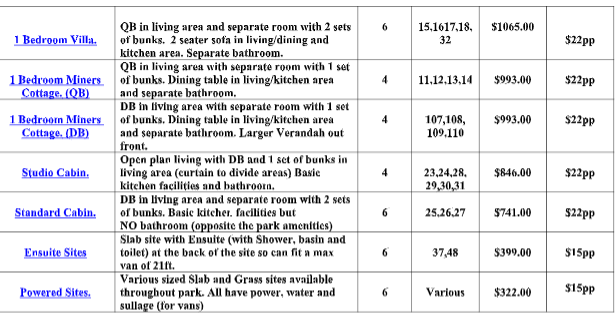 1 Bedroom Villa.
QB in living area and separate room with 2 sets
of bunks. 2 seater sofa in living/dining and
kitchen area. Separate bathroom.
6
15,1617,18,
32
$1065.00
$22pp
1 Bedroom Miners
Cottage. (QB)
QB in living area with separate room with 1 set
of bunks. Dining table in living/kitchen area
and separate bathroom.
4
11,12,13,14
$993.00
$22pp
1 Bedroom Miners
Cottage. (DB)
DB in living area with separate room with 1 set
of bunks. Dining table in living/kitchen area
and separate bathroom. Larger Verandah out
front.
4
107,108,
109,110
$993.00
$22pp
Studio Cabin.
Open plan living with DB and 1 set of bunks in
living area (curtain to divide areas) Basic
kitchen facilities and bathroom.
4
23,24,28,
29,30,31
$846.00
$22pp
Standard Cabin.
DB in living area and separate room with 2 sets
of bunks. Basic kitchen. facilities but
NO bathroom (opposite the park amenities)
6
25,26,27
$741.00
$22pp
Ensuite Sites
Slab site with Ensuite (with Shower, basin and
toilet) at the back of the site so can fit a max
van of 21ft.
6
37,48
$399.00
$15pp
Powered Sites.
Various sized Slab and Grass sites available
throughout park. All have power, water and
sullage (for vans)
6
Various
$322.00
$15pp